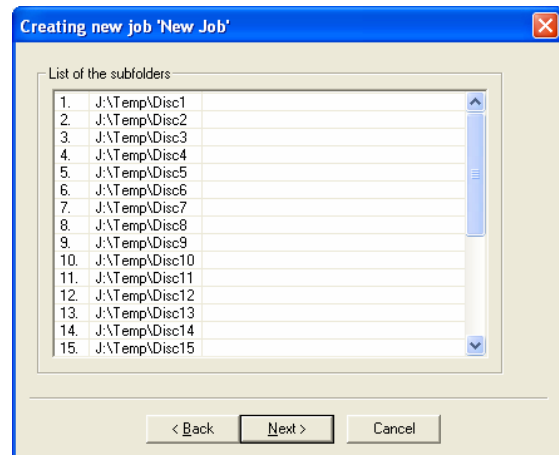 Creating new job 'New Job'
List of the subfolders
1. J:\Temp\Disc1
2. J:\Temp\Disc2
3. J:\Temp\Disc3
4. J:\Temp\Disc4
5. J:\Temp\Disc5
6. J:\Temp\Disc6
7. J:\Temp\Disc7
8. J:\Temp\Disc8
9. J:\Temp\Disc9
10. J:\Temp\Disc10
11. J:\Temp\Disc11
12. J:\Temp\Disc12
13. J:\Temp\Disc13
14. J:\Temp\Disc14
15. J:\Temp\Disc15
< Back Next > Cancel